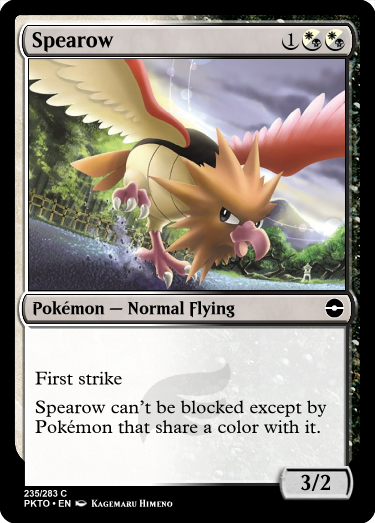 Spearow 1
Pokémon — Normal Flying
First strike
Spearow can't be blocked except by
Pokémon that share a color with it.
3/2
235/283 C
PKTO • EN Kagemaru Himeno